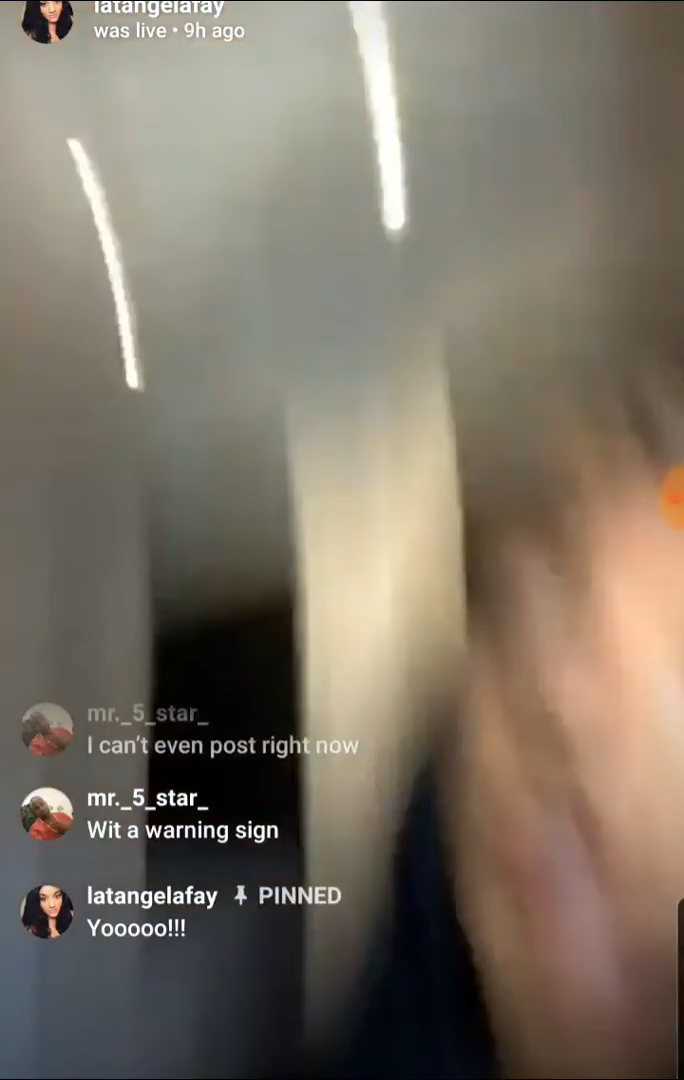 latangelafay
was live • 9h ago
mr._5_star_
I can't even post right now
mr._5_star_
Wit a warning sign
latangelafay PINNED
Yooooo!!!